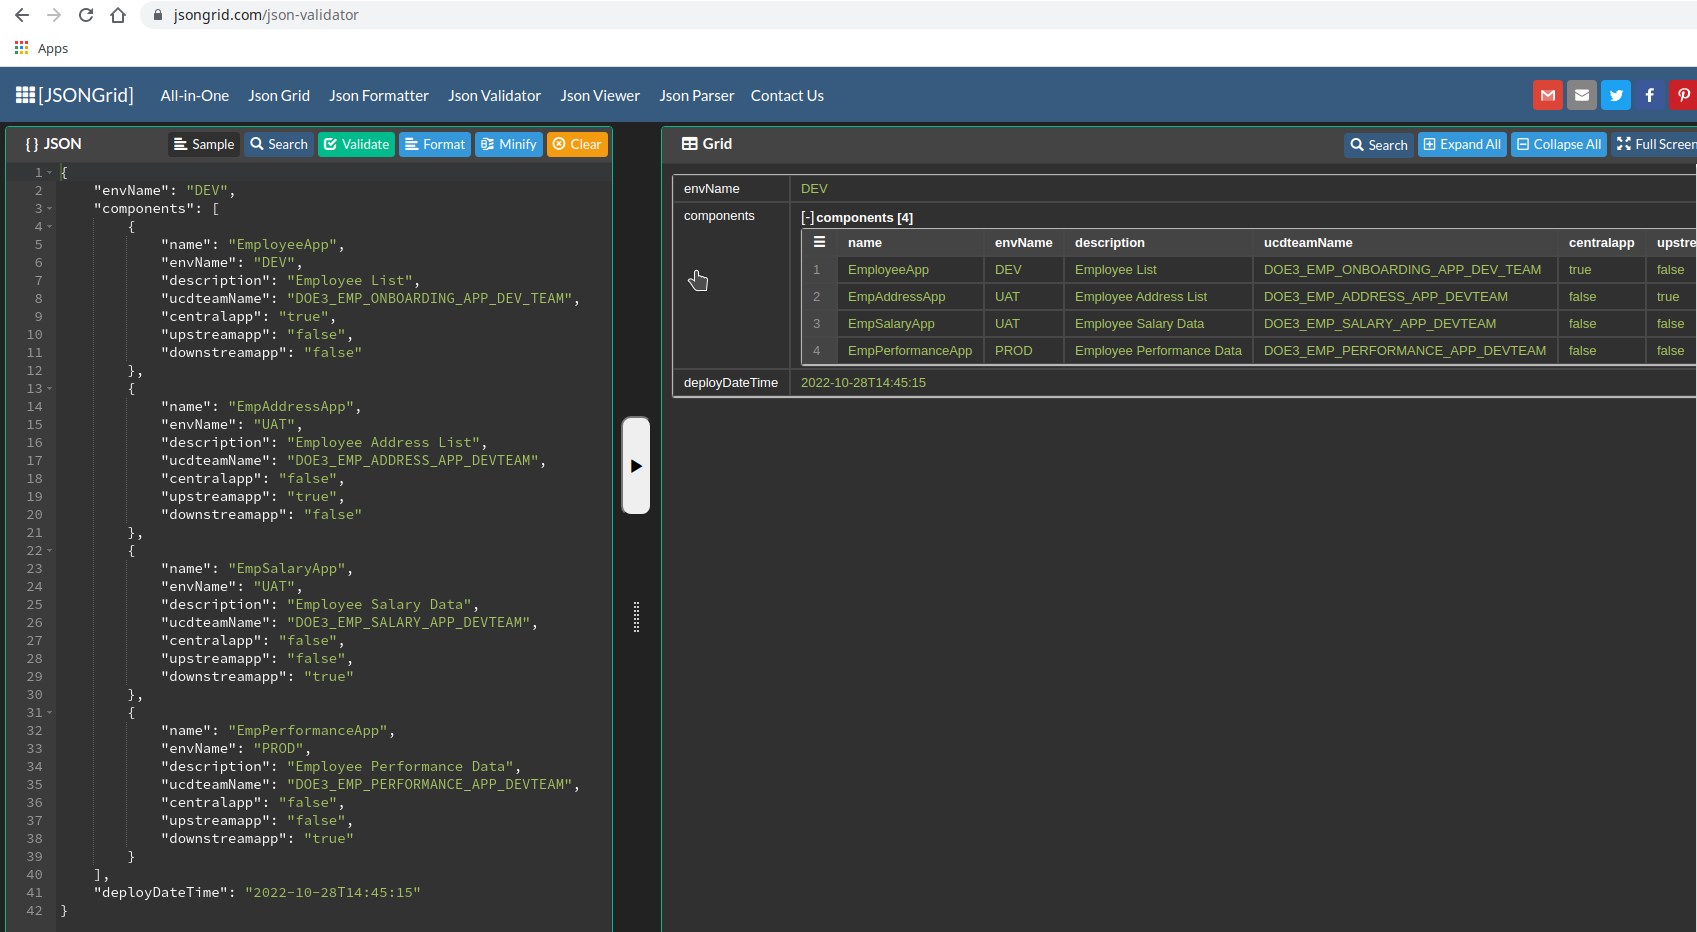 jsongrid.com/json-validator
Apps
[JSONGrid] All-in-One Json Grid Json Formatter Json Validator Json Viewer Json Parser Contact Us
{ } JSON Sample Search Validate Format Minify Clear
1 {
2 "envName": "DEV",
3 "components": [
4 {
5 "name": "EmployeeApp",
6 "envName": "DEV",
7 "description": "Employee List",
8 "ucdteamName": "DOE3_EMP_ONBOARDING_APP_DEV_TEAM",
9 "centralapp": "true",
10 "upstreamapp": "false",
11 "downstreamapp": "false"
12 },
13 {
14 "name": "EmpAddressApp",
15 "envName": "UAT",
16 "description": "Employee Address List",
17 "ucdteamName": "DOE3_EMP_ADDRESS_APP_DEVTEAM",
18 "centralapp": "false",
19 "upstreamapp": "true",
20 "downstreamapp": "false"
21 },
22 {
23 "name": "EmpSalaryApp",
24 "envName": "UAT",
25 "description": "Employee Salary Data",
26 "ucdteamName": "DOE3_EMP_SALARY_APP_DEVTEAM",
27 "centralapp": "false",
28 "upstreamapp": "false",
29 "downstreamapp": "true"
30 },
31 {
32 "name": "EmpPerformanceApp",
33 "envName": "PROD",
34 "description": "Employee Performance Data",
35 "ucdteamName": "DOE3_EMP_PERFORMANCE_APP_DEVTEAM",
36 "centralapp": "false",
37 "upstreamapp": "false",
38 "downstreamapp": "true"
39 }
40 ],
41 "deployDateTime": "2022-10-28T14:45:15"
42 }
Grid Search Expand All Collapse All Full Screen
envName DEV
components [-]components [4]
name envName description ucdteamName centralapp upstre
1 EmployeeApp DEV Employee List DOE3_EMP_ONBOARDING_APP_DEV_TEAM true false
2 EmpAddressApp UAT Employee Address List DOE3_EMP_ADDRESS_APP_DEVTEAM false true
3 EmpSalaryApp UAT Employee Salary Data DOE3_EMP_SALARY_APP_DEVTEAM false false
4 EmpPerformanceApp PROD Employee Performance Data DOE3_EMP_PERFORMANCE_APP_DEVTEAM false false
deployDateTime 2022-10-28T14:45:15